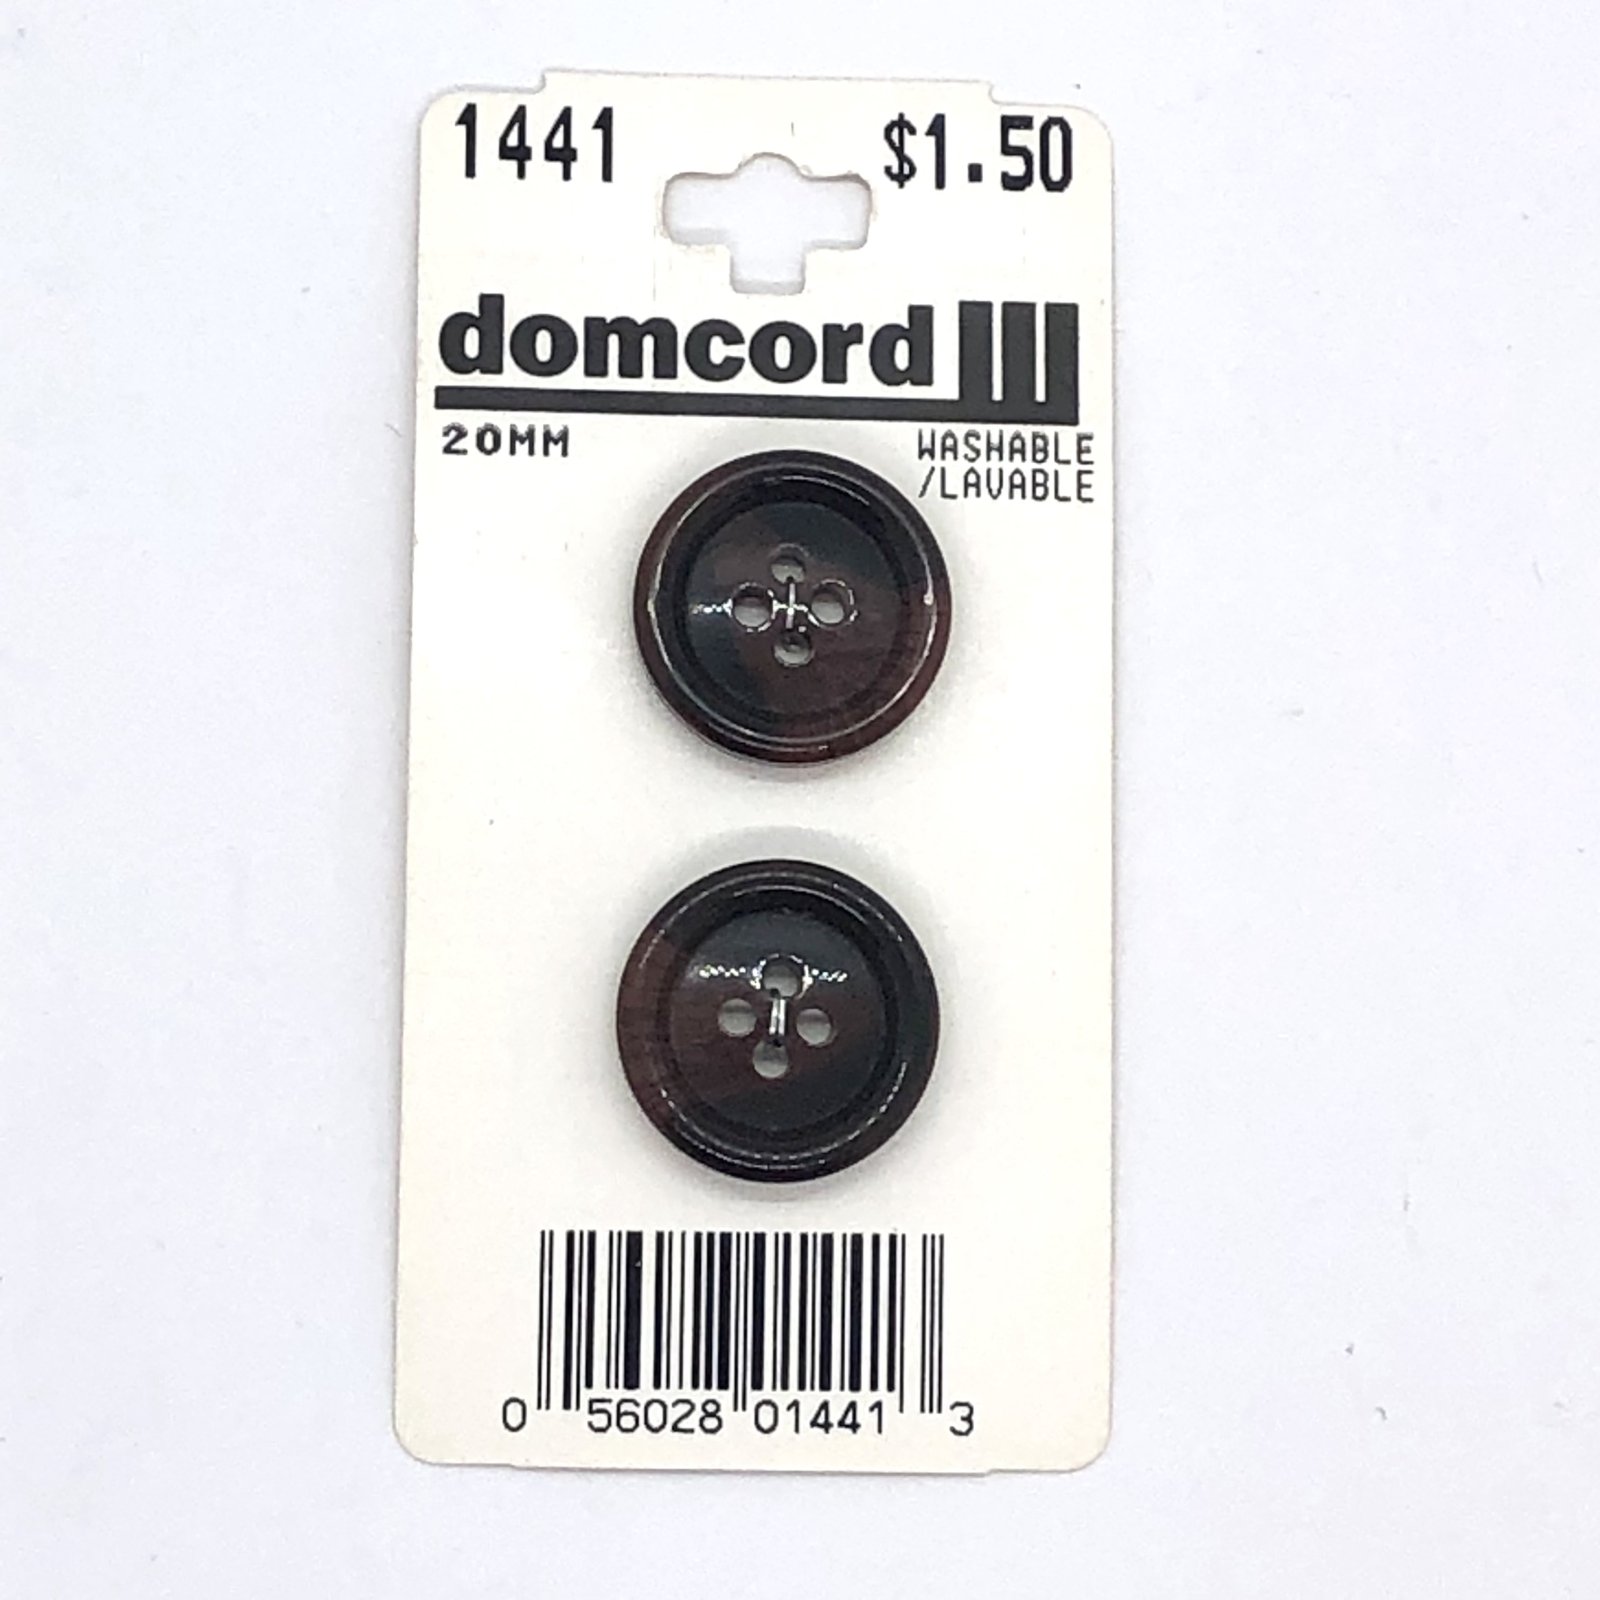 1441 $1.50
domcord
20MM WASHABLE
/LAVABLE
0 56028 01441 3